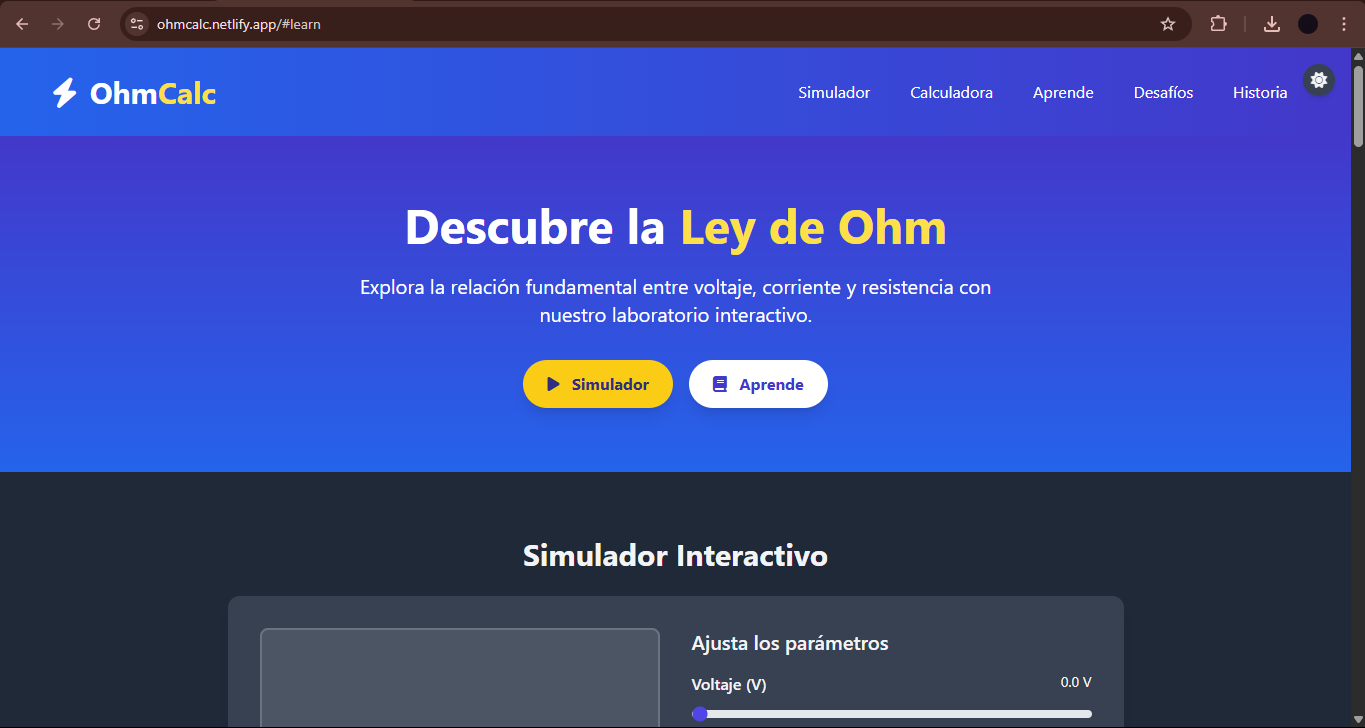 ohmcalc.netlify.app/#learn
OhmCalc
Simulador
Calculadora
Aprende
Desafíos
Historia
Descubre la Ley de Ohm
Explora la relación fundamental entre voltaje, corriente y resistencia con
nuestro laboratorio interactivo.
Simulador
Aprende
Simulador Interactivo
Ajusta los parámetros
Voltaje (V)
0.0 V